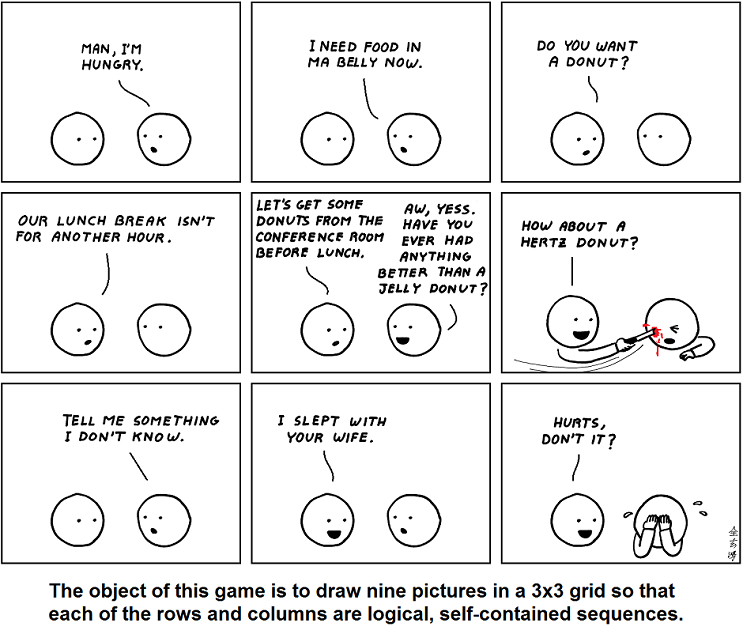 MAN, I'M
HUNGRY.
I NEED FOOD IN
MA BELLY NOW.
DO YOU WANT
A DONUT?
OUR LUNCH BREAK ISN'T
FOR ANOTHER HOUR.
LET'S GET SOME
DONUTS FROM THE
CONFERENCE ROOM
BEFORE LUNCH.
AW, YESS.
HAVE YOU
EVER HAD
ANYTHING
BETTER THAN A
JELLY DONUT?
HOW ABOUT A
HERTZ DONUT?
TELL ME SOMETHING
I DON'T KNOW.
I SLEPT WITH
YOUR WIFE.
HURTS,
DON'T IT?
The object of this game is to draw nine pictures in a 3x3 grid so that
each of the rows and columns are logical, self-contained sequences.